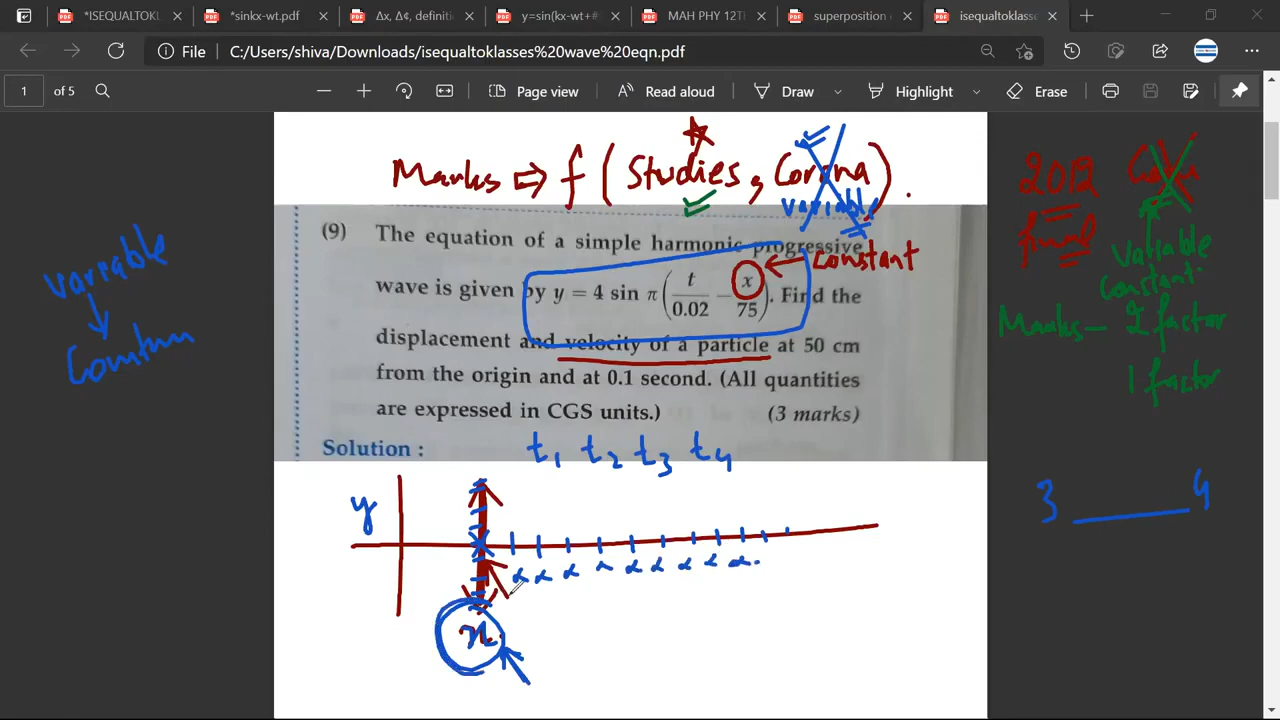 *ISEQUALTOKL
*sinkx-wt.pdf
Δx, Δ¢, definiti
y=sin(kx-wt+#
MAH PHY 12TH
superposition o
isequaltoklasse
File C:/Users/shiva/Downloads/isequaltoklasses%20wave%20eqn.pdf
1 of 5
Page view
Read aloud
Draw
Highlight
Erase
Marks ⇒ f ( Studies, Corona ).
variable
(9) The equation of a simple harmonic progressive
constant
wave is given by y = 4 sin π(t/0.02 − x/75). Find the
displacement and velocity of a particle at 50 cm
from the origin and at 0.1 second. (All quantities
are expressed in CGS units.) (3 marks)
Solution :
t1 t2 t3 t4
y
x
variable
↓
2012
final
variable
constant
Marks – 2 factor
1 factor
3 ____ 4